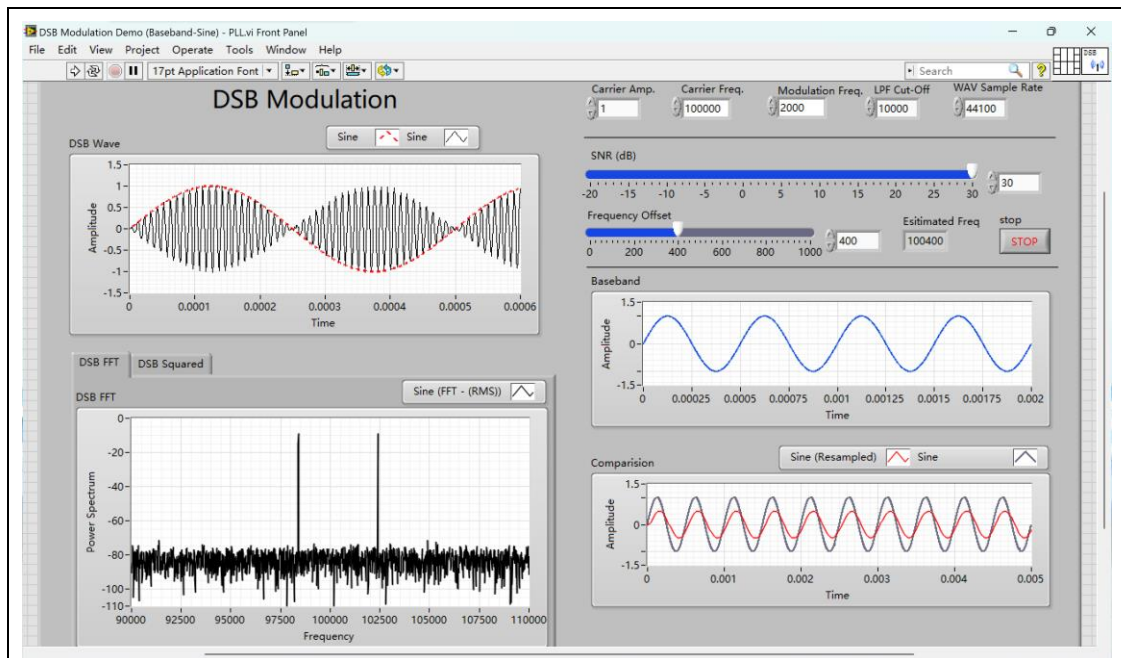 DSB Modulation Demo (Baseband-Sine) - PLL.vi Front Panel
File Edit View Project Operate Tools Window Help
17pt Application Font
Search
DSB
DSB Modulation
Sine Sine
DSB Wave
1.5
1
0.5
0
-0.5
-1
-1.5
Amplitude
0 0.0001 0.0002 0.0003 0.0004 0.0005 0.0006
Time
DSB FFT DSB Squared
DSB FFT
Sine (FFT - (RMS))
0
-20
-40
-60
-80
-100
-110
Power Spectrum
90000 92500 95000 97500 100000 102500 105000 107500 110000
Frequency
Carrier Amp. Carrier Freq. Modulation Freq. LPF Cut-Off WAV Sample Rate
1 100000 2000 10000 44100
SNR (dB)
-20 -15 -10 -5 0 5 10 15 20 25 30
30
Frequency Offset
0 200 400 600 800 1000
400
Esitimated Freq
100400
stop
STOP
Baseband
1.5
0
-1.5
Amplitude
0 0.00025 0.0005 0.00075 0.001 0.00125 0.0015 0.00175 0.002
Time
Comparision
Sine (Resampled) Sine
1.5
0
-1.5
Amplitude
0 0.001 0.002 0.003 0.004 0.005
Time